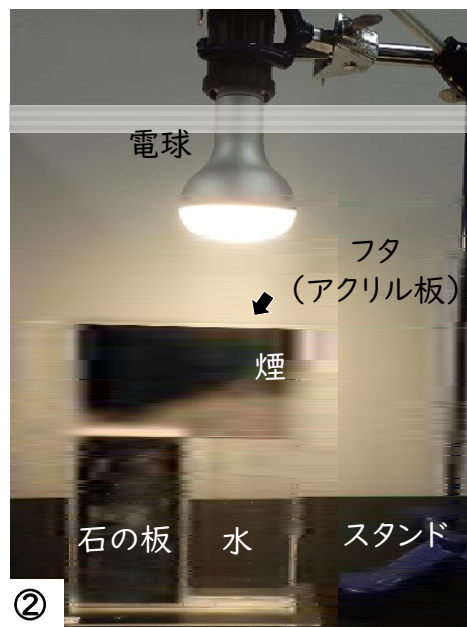 電球
フタ
（アクリル板）
煙
石の板
水
スタンド
②